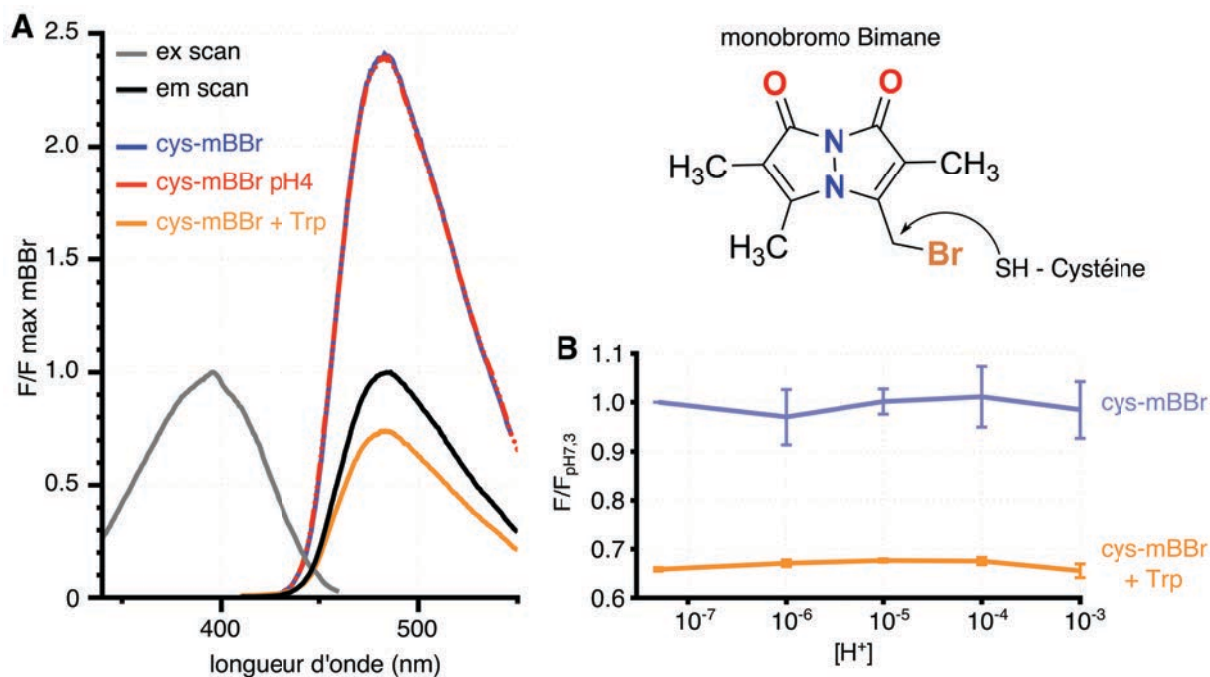 A
F/F max mBBr
2.5
2.0
1.5
1.0
0.5
0
400
500
longueur d'onde (nm)
ex scan
em scan
cys-mBBr
cys-mBBr pH4
cys-mBBr + Trp
monobromo Bimane
O
O
N
N
H3C
CH3
H3C
Br
SH - Cystéine
B
F/FpH7,3
1.1
1.0
0.9
0.8
0.7
0.6
10-7
10-6
10-5
10-4
10-3
[H+]
cys-mBBr
cys-mBBr
+ Trp